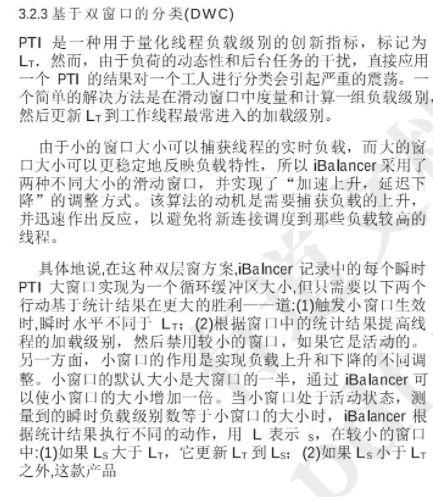 3.2.3 基于双窗口的分类(DWC)
PTI 是一种用于量化线程负载级别的创新指标，标记为
LT．然而，由于负荷的动态性和后台任务的干扰，直接应用
一个 PTI 的结果对一个工人进行分类会引起严重的震荡。一
个简单的解决方法是在滑动窗口中度量和计算一组负载级别，
然后更新 LT 到工作线程最常进入的加载级别。
由于小的窗口大小可以捕获线程的实时负载，而大的窗
口大小可以更稳定地反映负载特性，所以 iBalancer 采用了
两种不同大小的滑动窗口，并实现了“加速上升，延迟下
降”的调整方式。该算法的动机是需要捕获负载的上升，
并迅速作出反应，以避免将新连接调度到那些负载较高的
线程。
具体地说,在这种双层窗方案,iBalncer 记录中的每个瞬时
PTI 大窗口实现为一个循环缓冲区大小,但只需要以下两个
行动基于统计结果在更大的胜利——道:(1)触发小窗口生效
时,瞬时水平不同于 LT；(2)根据窗口中的统计结果提高线
程的加载级别，然后禁用较小的窗口，如果它是活动的。
另一方面，小窗口的作用是实现负载上升和下降的不同调
整。小窗口的默认大小是大窗口的一半，通过 iBalancer 可
以使小窗口的大小增加一倍。当小窗口处于活动状态，测
量到的瞬时负载级别数等于小窗口的大小时，iBalancer 根
据统计结果执行不同的动作，用 L 表示 s，在较小的窗口
中:(1)如果 LS 大于 LT，它更新 LT 到 LS；(2)如果 LS 小于 LT
之外,这款产品